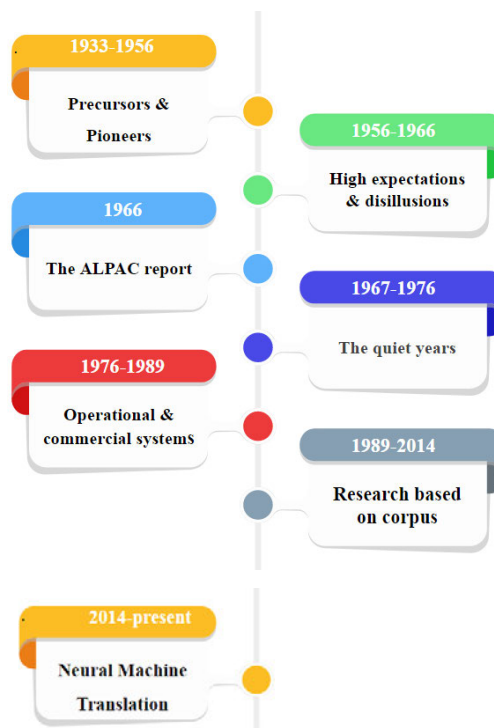 1933-1956
Precursors &
Pioneers
1956-1966
High expectations
& disillusions
1966
The ALPAC report
1967-1976
The quiet years
1976-1989
Operational &
commercial systems
1989-2014
Research based
on corpus
2014-present
Neural Machine
Translation